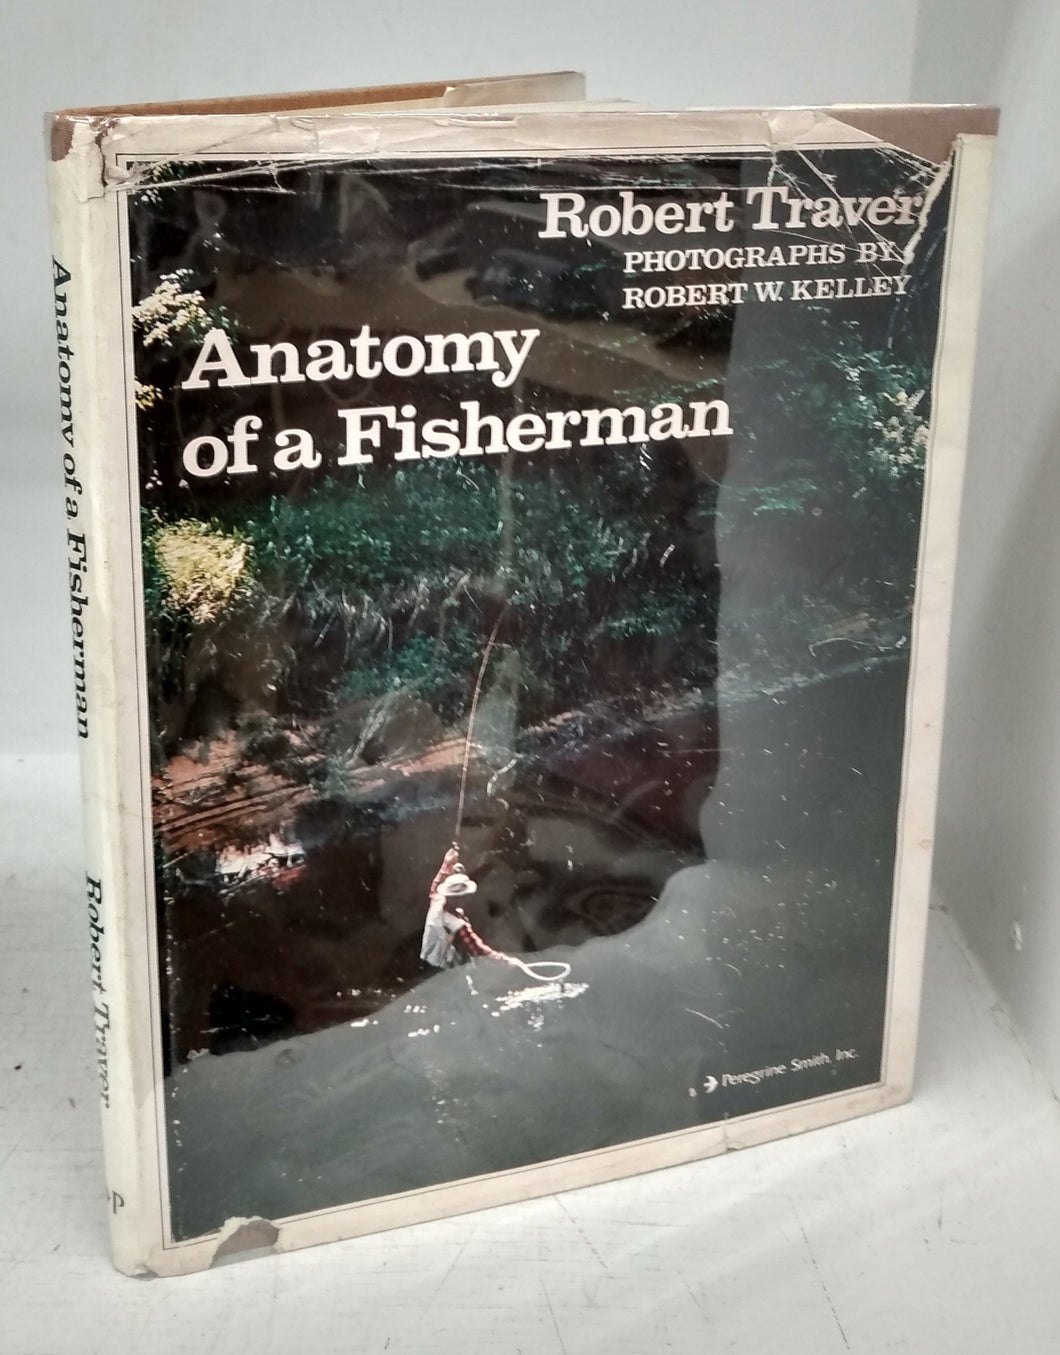 Robert Traver
PHOTOGRAPHS BY
ROBERT W. KELLEY
Anatomy
of a Fisherman
Peregrine Smith, Inc.
Anatomy of a Fisherman
Robert Traver
P